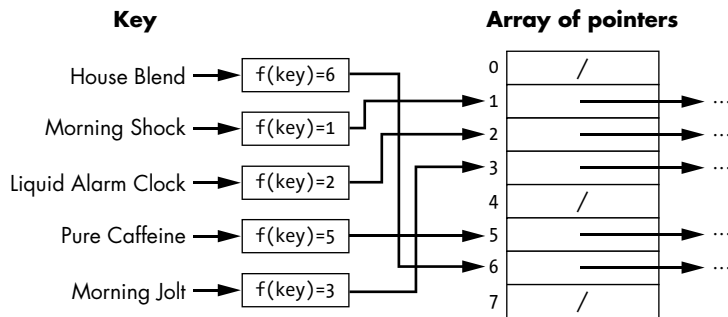 Key
Array of pointers
House Blend
f(key)=6
Morning Shock
f(key)=1
Liquid Alarm Clock
f(key)=2
Pure Caffeine
f(key)=5
Morning Jolt
f(key)=3
0 /
1 ...
2 ...
3 ...
4 /
5 ...
6 ...
7 /